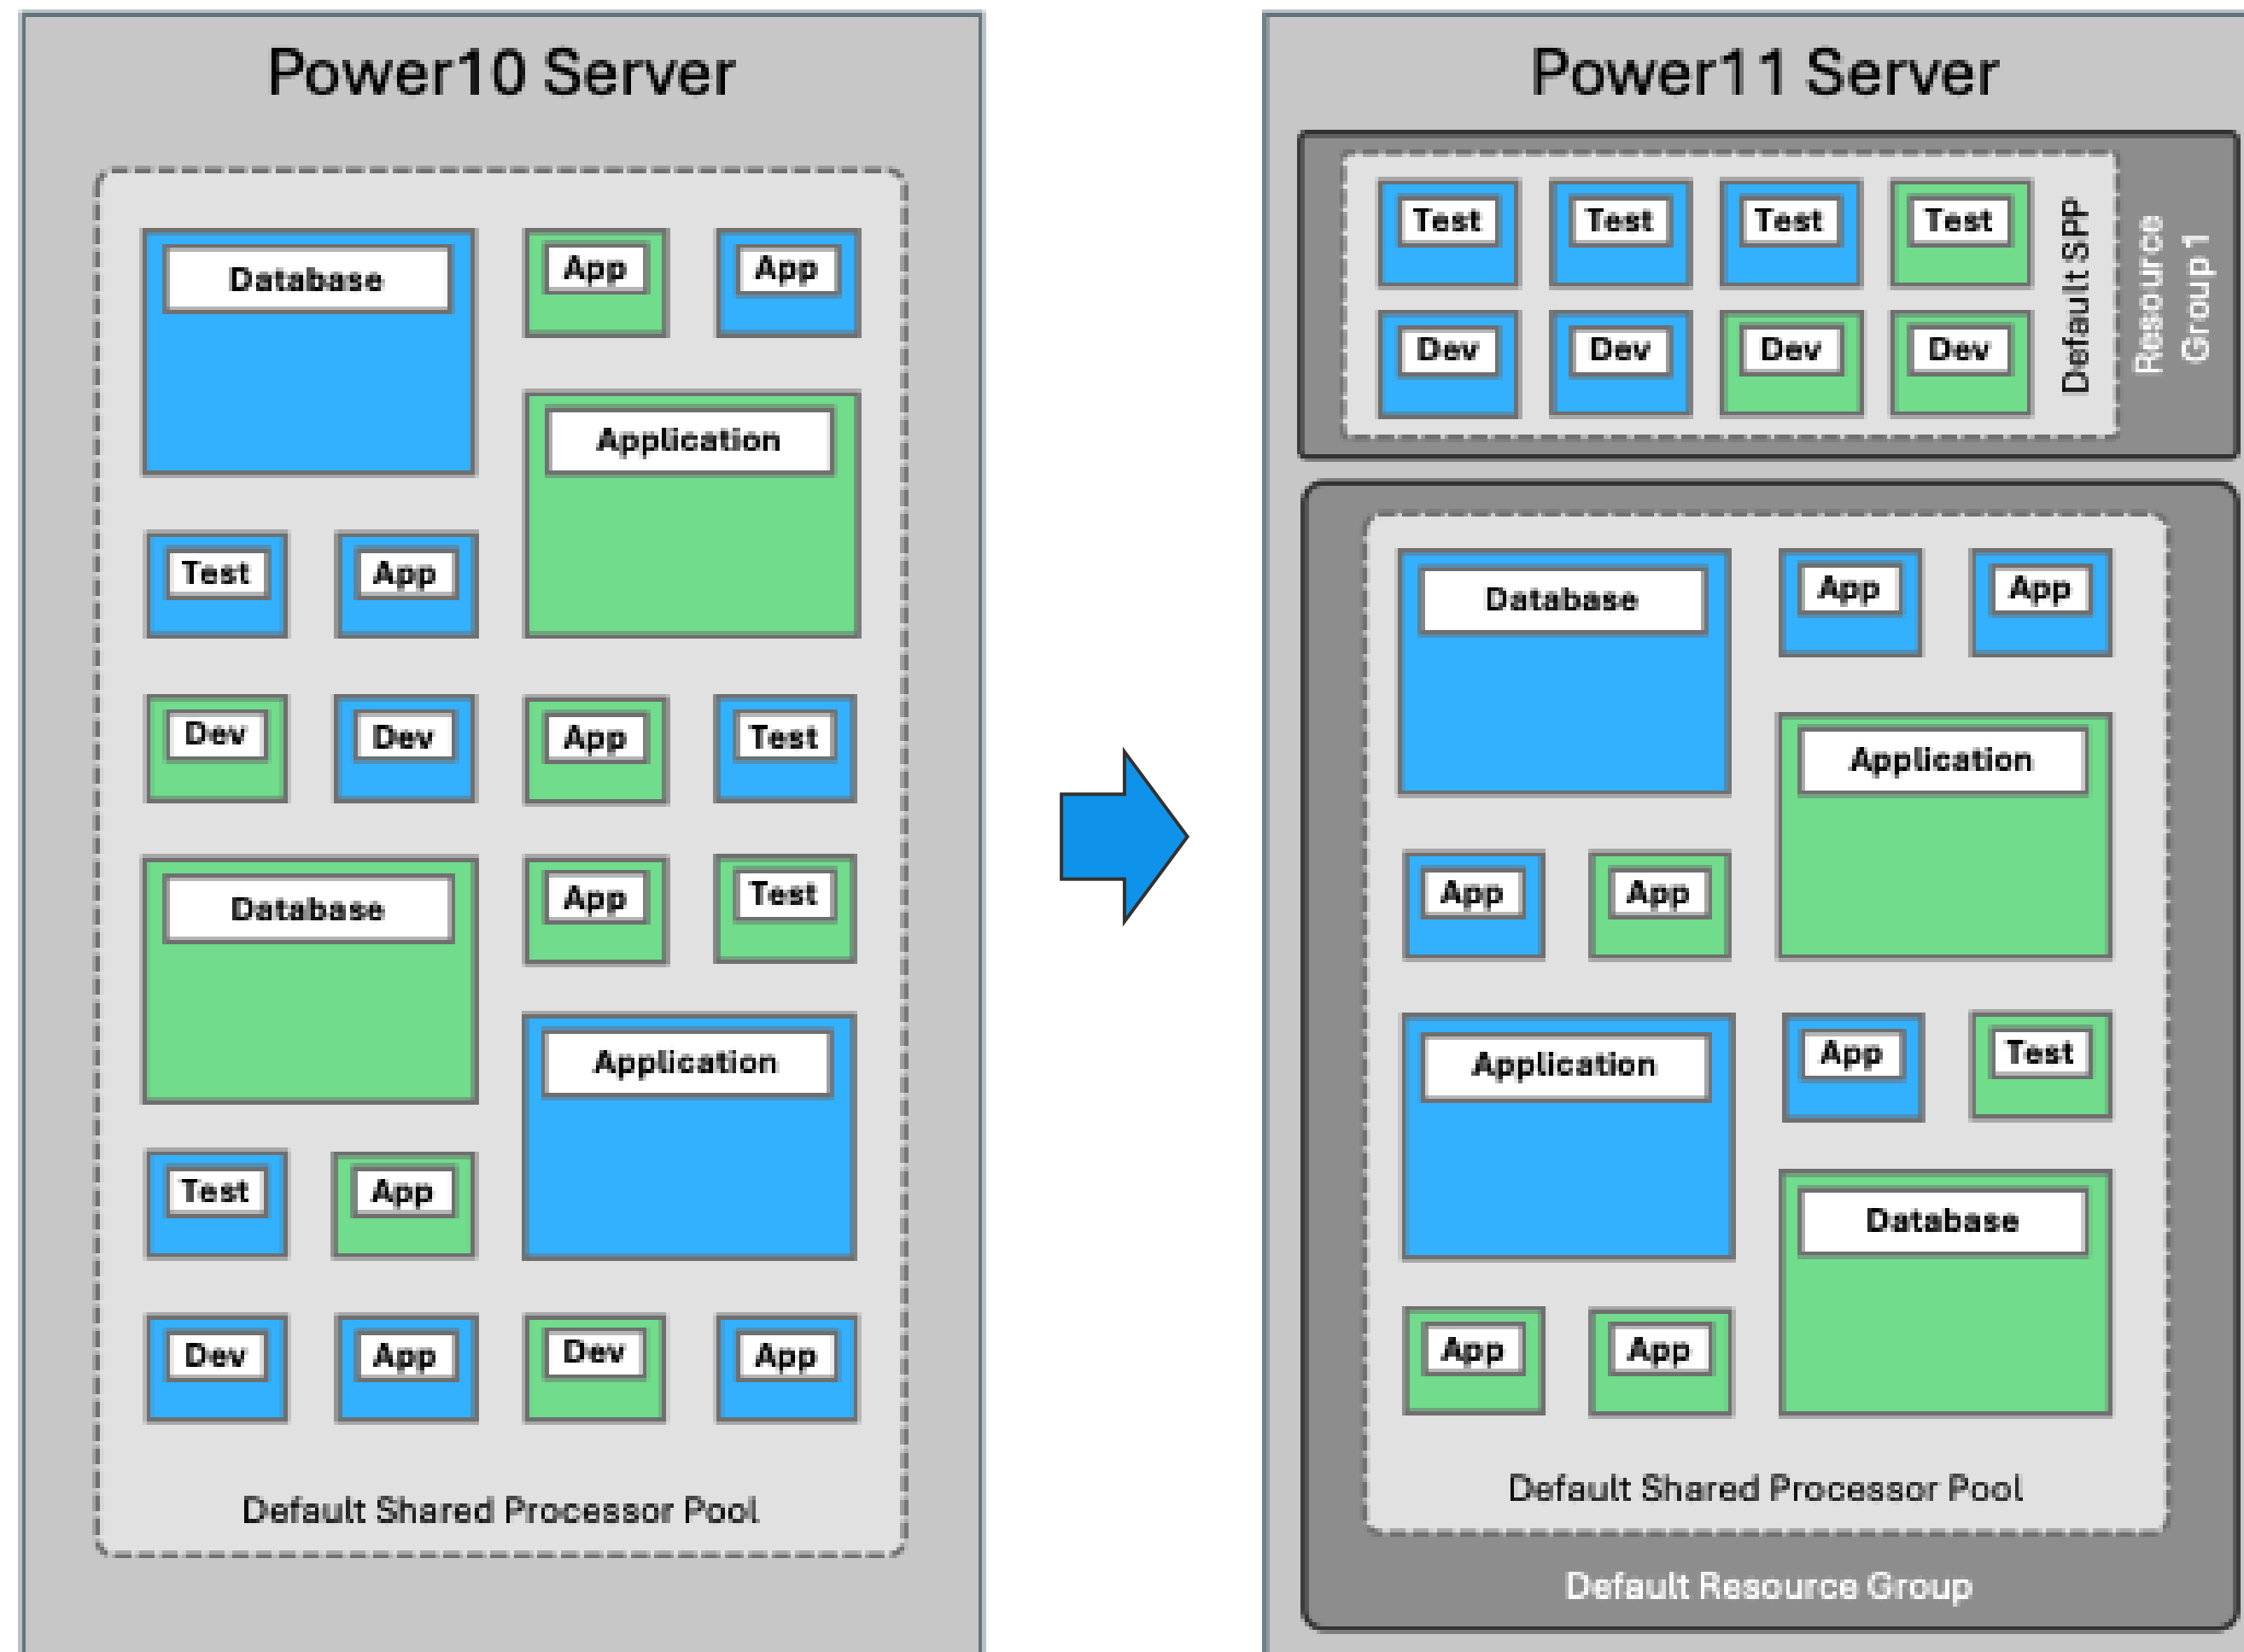 Power10 Server
Database
App
App
Application
Test
App
Dev
Dev
App
Test
Database
App
Test
Application
Test
App
Dev
App
Dev
App
Default Shared Processor Pool
Power11 Server
Test
Test
Test
Test
Dev
Dev
Dev
Dev
Default SPP
Resource
Group1
Database
App
App
Application
App
App
Application
App
Test
Database
App
App
Default Shared Processor Pool
Default Resource Group